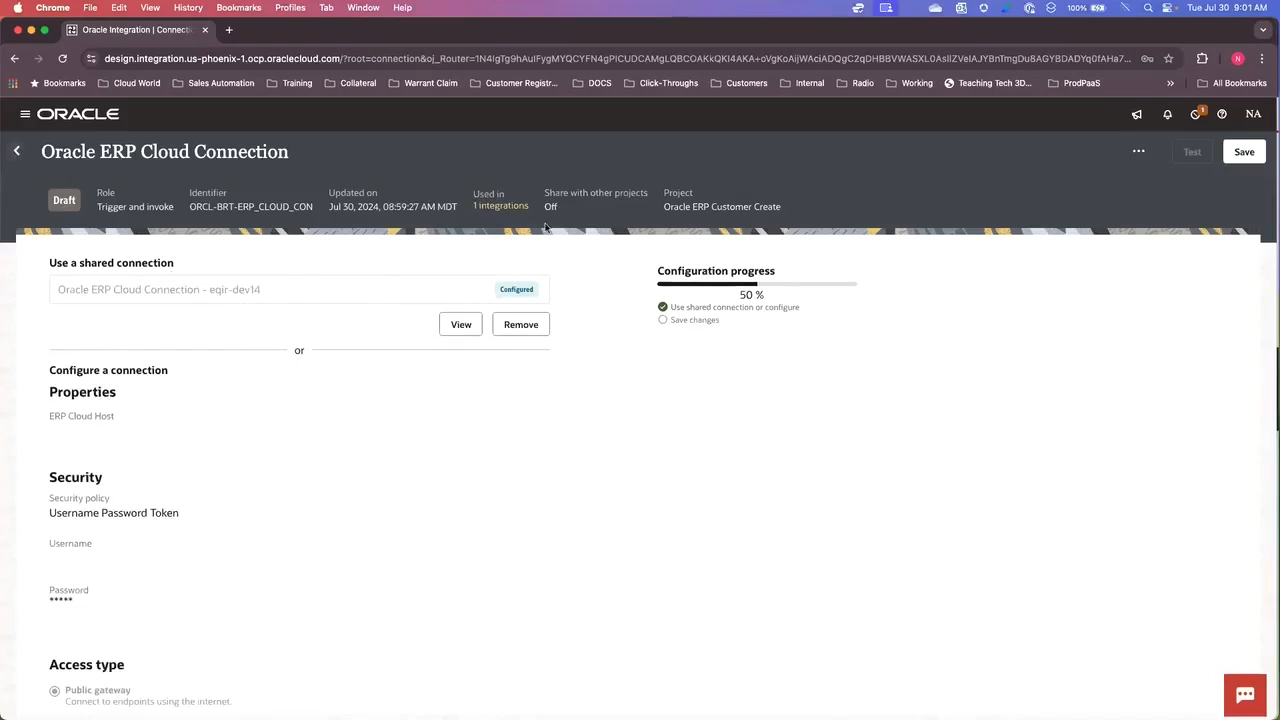 Chrome File Edit View History Bookmarks Profiles Tab Window Help 100% Tue Jul 30 9:01 AM
Oracle Integration | Connecti
design.integration.us-phoenix-1.ocp.oraclecloud.com/?root=connection&oj_Router=
Bookmarks Cloud World Sales Automation Training Collateral Warrant Claim Customer Registr... DOCS Click-Throughs Customers Internal Radio Working Teaching Tech 3D... ProdPaaS » All Bookmarks
ORACLE 1 NA
Oracle ERP Cloud Connection ... Test Save
Draft
Role
Trigger and invoke
Identifier
ORCL-BRT-ERP_CLOUD_CON
Updated on
Jul 30, 2024, 08:59:27 AM MDT
Used in
1 integrations
Share with other projects
Off
Project
Oracle ERP Customer Create
Use a shared connection
Oracle ERP Cloud Connection - eqir-dev14 Configured
View Remove
or
Configure a connection
Properties
ERP Cloud Host
Security
Security policy
Username Password Token
Username
Password
*****
Access type
Public gateway
Connect to endpoints using the internet.
Configuration progress
50 %
Use shared connection or configure
Save changes